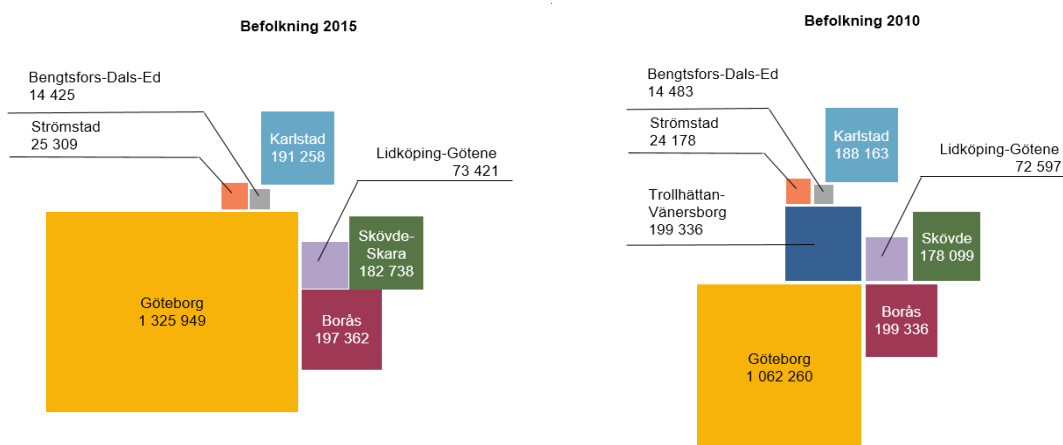 Befolkning 2015
Bengtsfors-Dals-Ed
14 425
Strömstad
25 309
Karlstad
191 258
Lidköping-Götene
73 421
Skövde-
Skara
182 738
Göteborg
1 325 949
Borås
197 362
Befolkning 2010
Bengtsfors-Dals-Ed
14 483
Strömstad
24 178
Karlstad
188 163
Lidköping-Götene
72 597
Trollhättan-
Vänersborg
199 336
Skövde
178 099
Borås
199 336
Göteborg
1 062 260